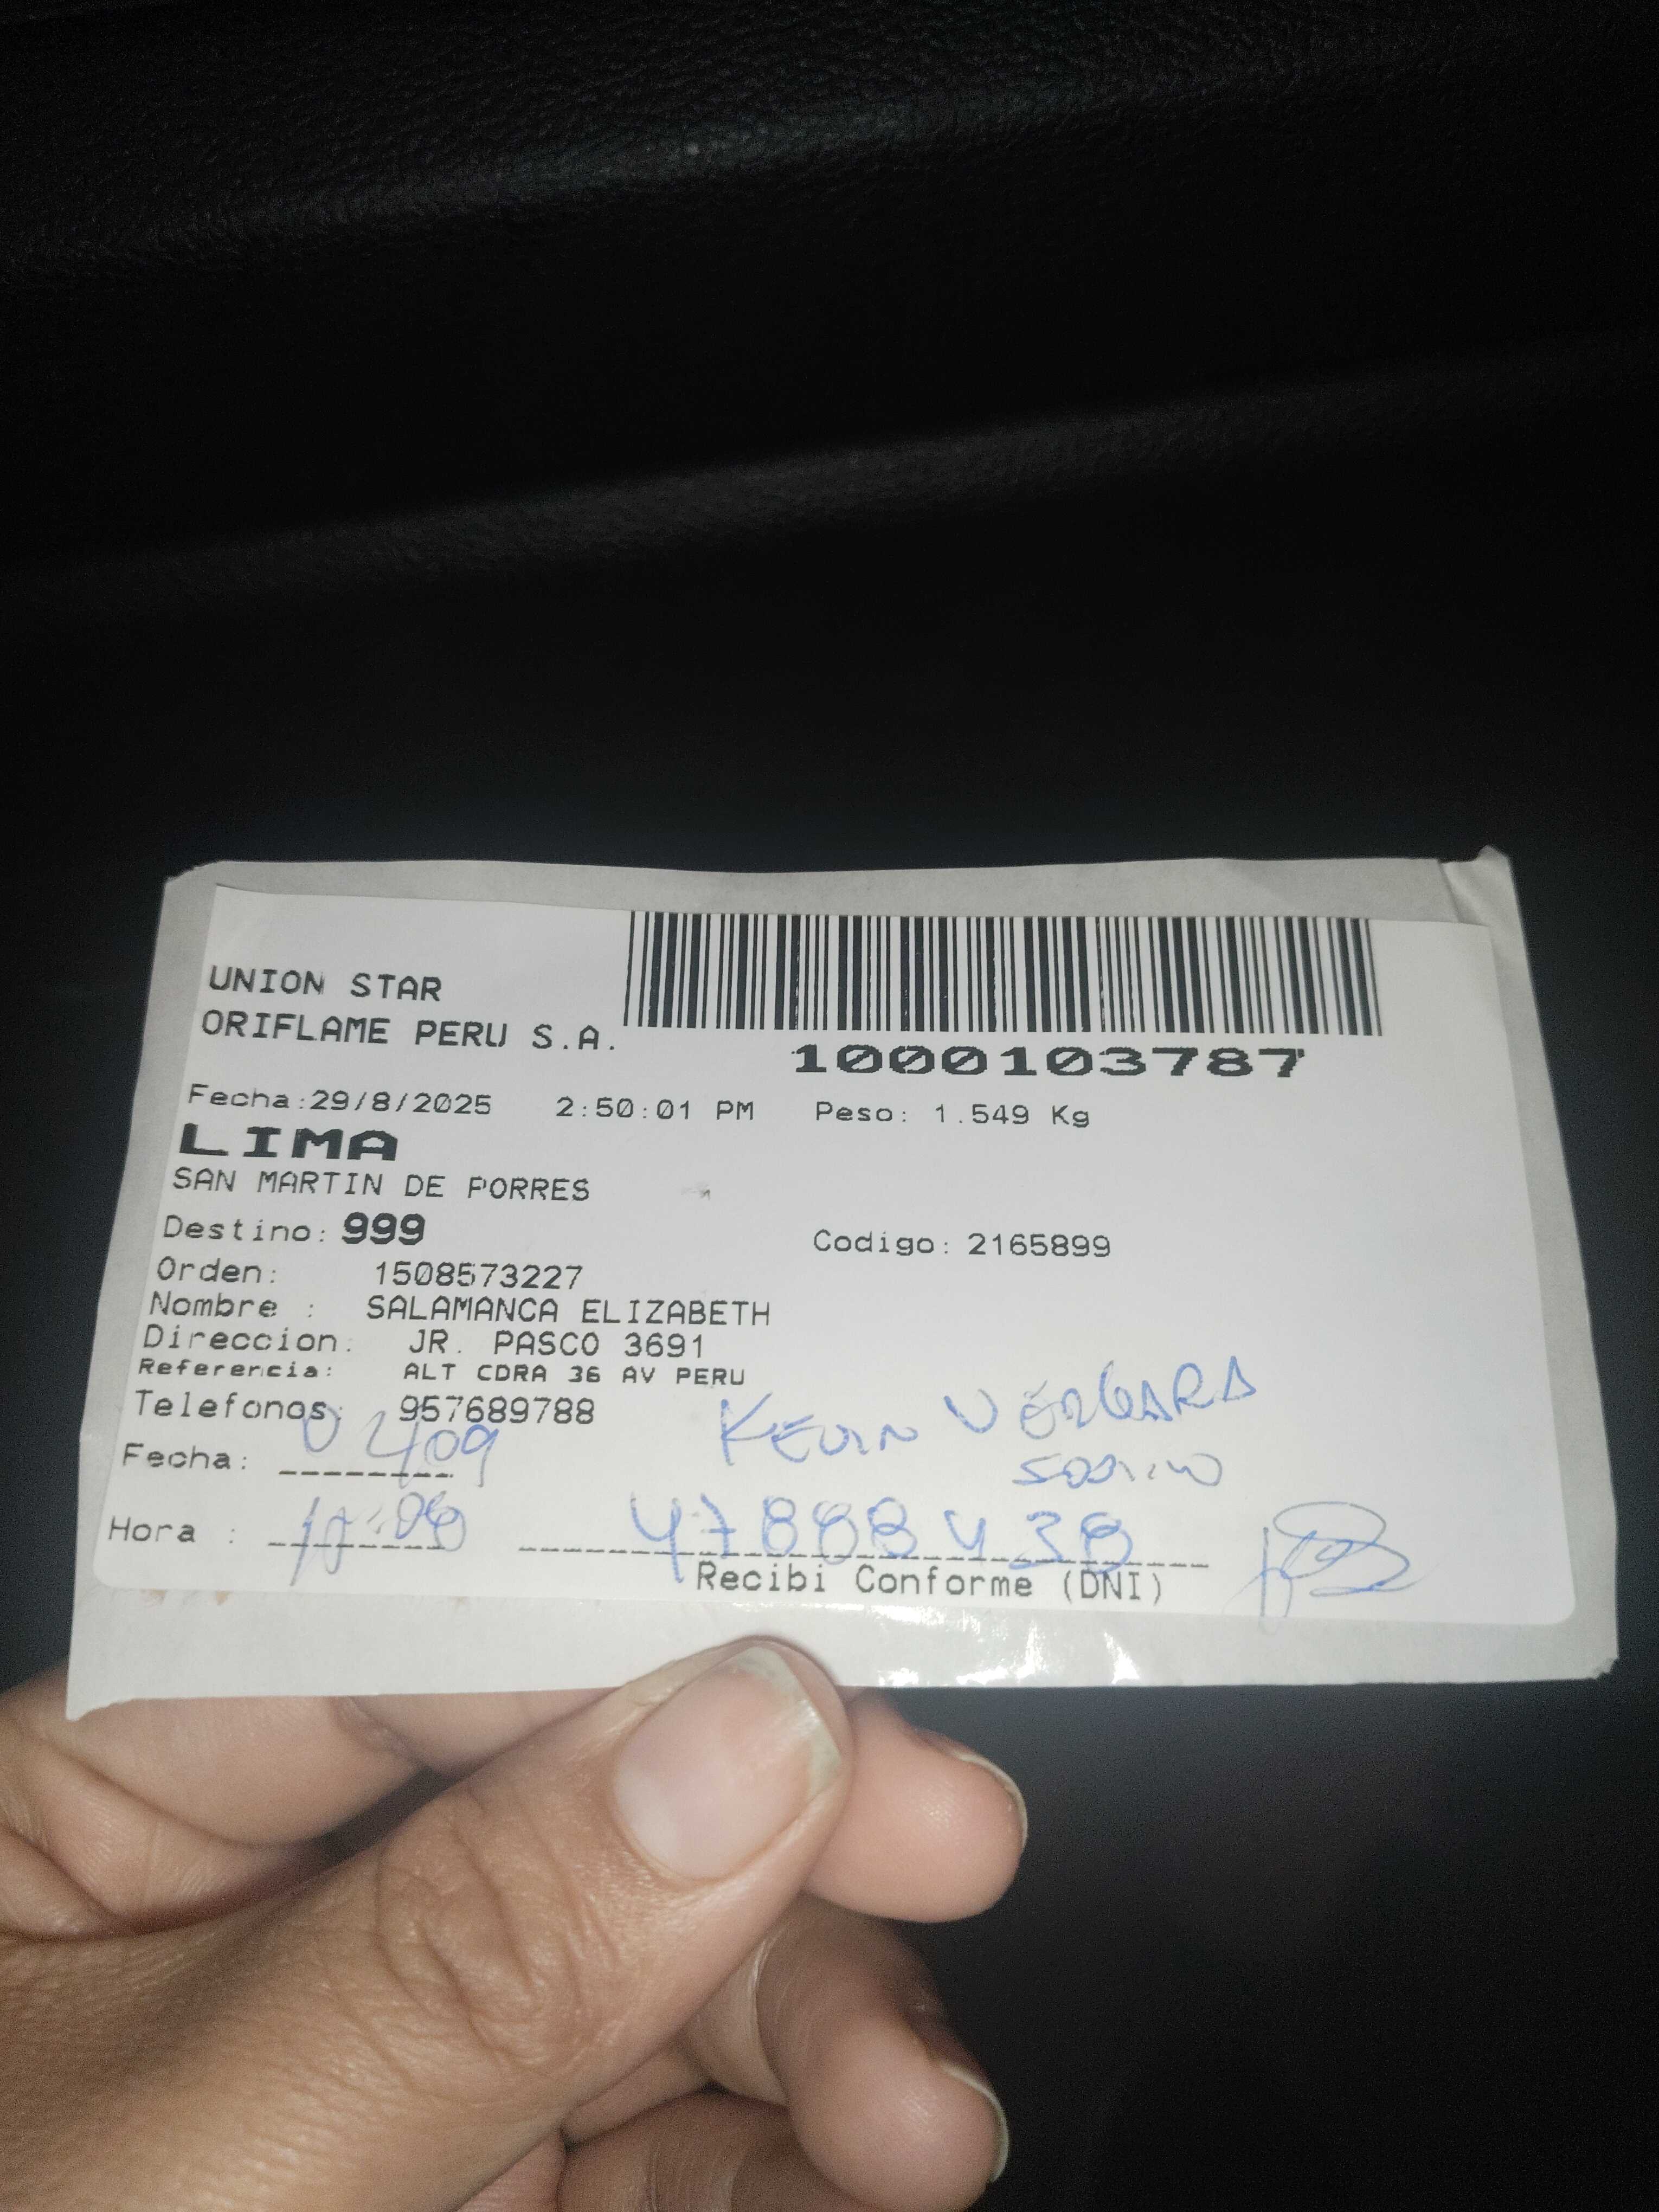 UNION STAR
ORIFLAME PERU S.A.
1000103787
Fecha:29/8/2025 2:50:01 PM Peso: 1.549 Kg
LIMA
SAN MARTIN DE PORRES
Destino: 999 Codigo: 2165899
Orden: 1508573227
Nombre : SALAMANCA ELIZABETH
Direccion: JR. PASCO 3691
Referencia: ALT CDRA 36 AV PERU
Telefonos: 957689788
KEVIN VERGARA
Fecha:
Hora : 47888438
Recibi Conforme (DNI)